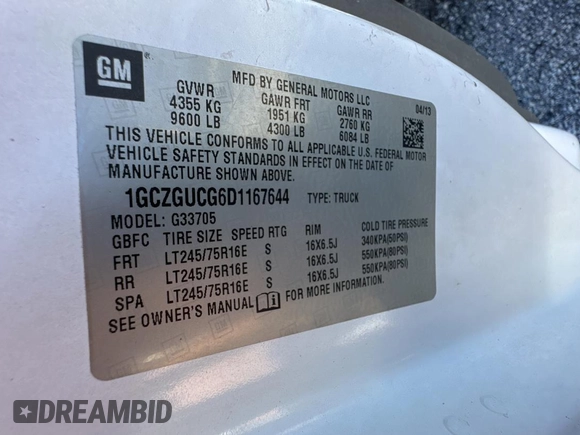 GM
MFD BY GENERAL MOTORS LLC
04/13
GVWR GAWR FRT GAWR RR
4355 KG 1951 KG 2760 KG
9600 LB 4300 LB 6084 LB
THIS VEHICLE CONFORMS TO ALL APPLICABLE U.S. FEDERAL MOTOR
VEHICLE SAFETY STANDARDS IN EFFECT ON THE DATE OF
MANUFACTURE SHOWN ABOVE.
1GCZGUCG6D1167644 TYPE: TRUCK
MODEL: G33705
GBFC TIRE SIZE SPEED RTG RIM COLD TIRE PRESSURE
FRT LT245/75R16E S 16X6.5J 340KPA(50PSI)
RR LT245/75R16E S 16X6.5J 550KPA(80PSI)
SPA LT245/75R16E S 16X6.5J 550KPA(80PSI)
SEE OWNER'S MANUAL FOR MORE INFORMATION.
DREAMBID